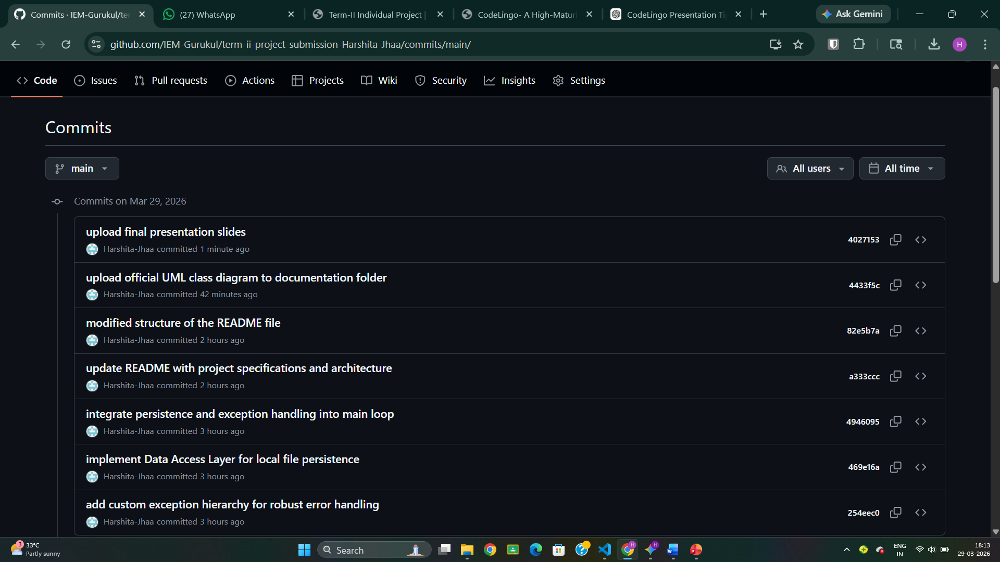 Commits · IEM-Gurukul/ter
(27) WhatsApp
Term-II Individual Project |
CodeLingo- A High-Maturi
CodeLingo Presentation Ti
Ask Gemini
github.com/IEM-Gurukul/term-ii-project-submission-Harshita-Jhaa/commits/main/
H
Code
Issues
Pull requests
Actions
Projects
Wiki
Security
Insights
Settings
Commits
main
All users
All time
Commits on Mar 29, 2026
upload final presentation slides
Harshita-Jhaa committed 1 minute ago
4027153
upload official UML class diagram to documentation folder
Harshita-Jhaa committed 42 minutes ago
4433f5c
modified structure of the README file
Harshita-Jhaa committed 2 hours ago
82e5b7a
update README with project specifications and architecture
Harshita-Jhaa committed 2 hours ago
a333ccc
integrate persistence and exception handling into main loop
Harshita-Jhaa committed 3 hours ago
4946095
implement Data Access Layer for local file persistence
Harshita-Jhaa committed 3 hours ago
469e16a
add custom exception hierarchy for robust error handling
Harshita-Jhaa committed 3 hours ago
254eec0
3
33°C
Partly sunny
Search
H
H
ENG
IN
18:13
29-03-2026